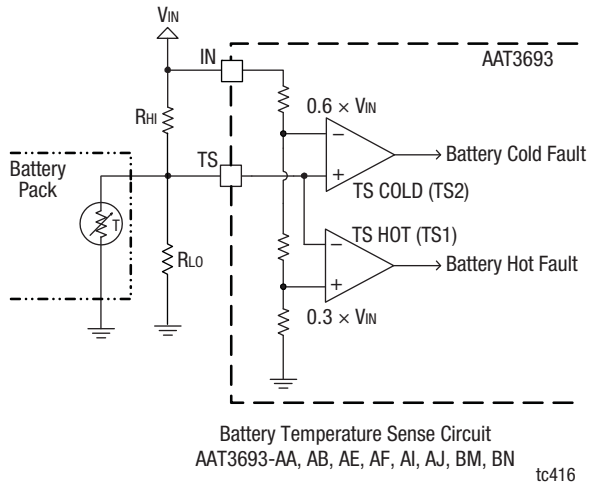 VIN
IN
AAT3693
0.6 × VIN
RHI
−
Battery Cold Fault
TS
+
Battery
Pack
TS COLD (TS2)
T
TS HOT (TS1)
−
RLO
Battery Hot Fault
+
0.3 × VIN
Battery Temperature Sense Circuit
AAT3693-AA, AB, AE, AF, AI, AJ, BM, BN
tc416